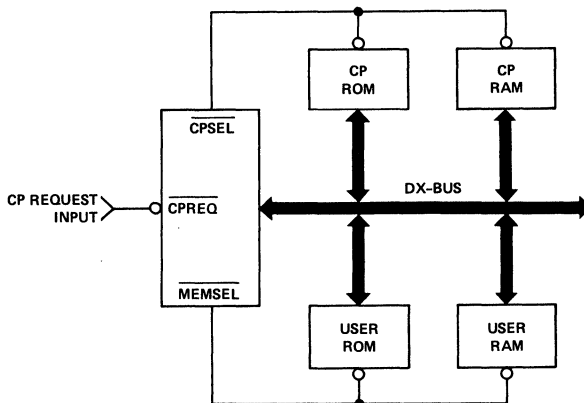 CP
ROM
CP
RAM
CPSEL
DX-BUS
CP REQUEST
INPUT
CPREQ
MEMSEL
USER
ROM
USER
RAM